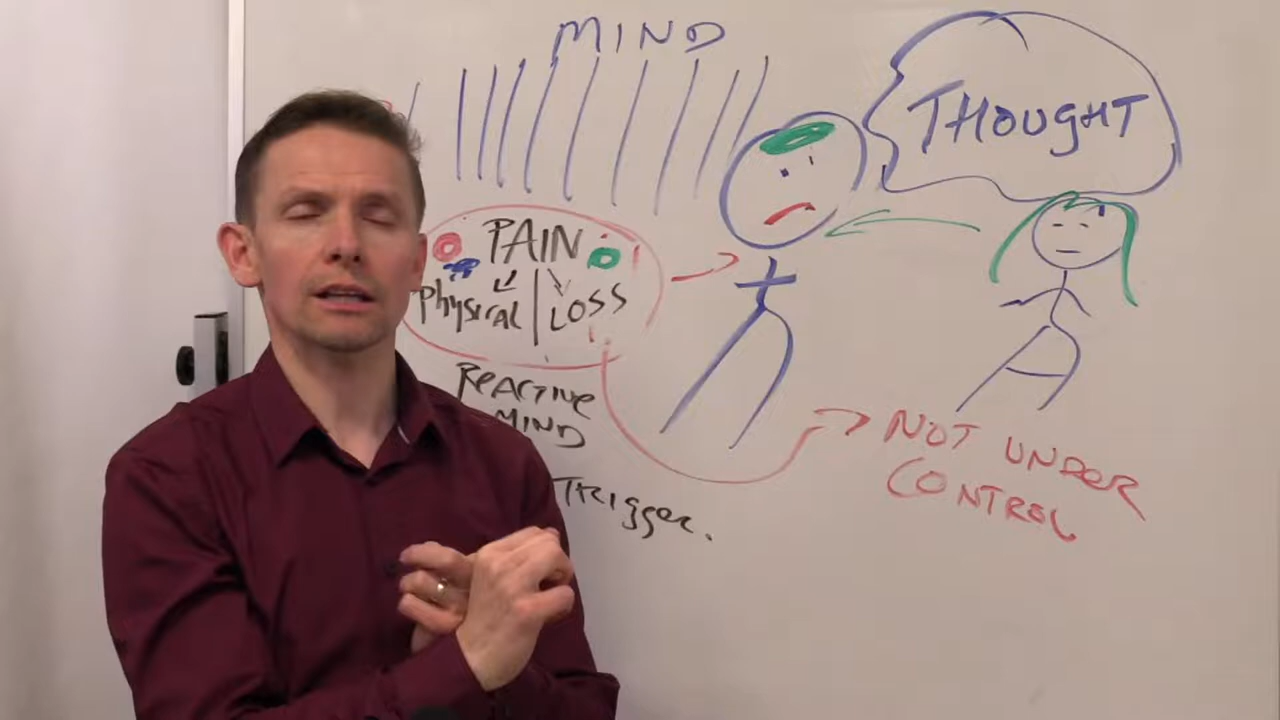 MIND
THOUGHT
PAIN
Physical | LOSS
REACTIVE
MIND
TRIgger.
NOT UNDER
CONTROL